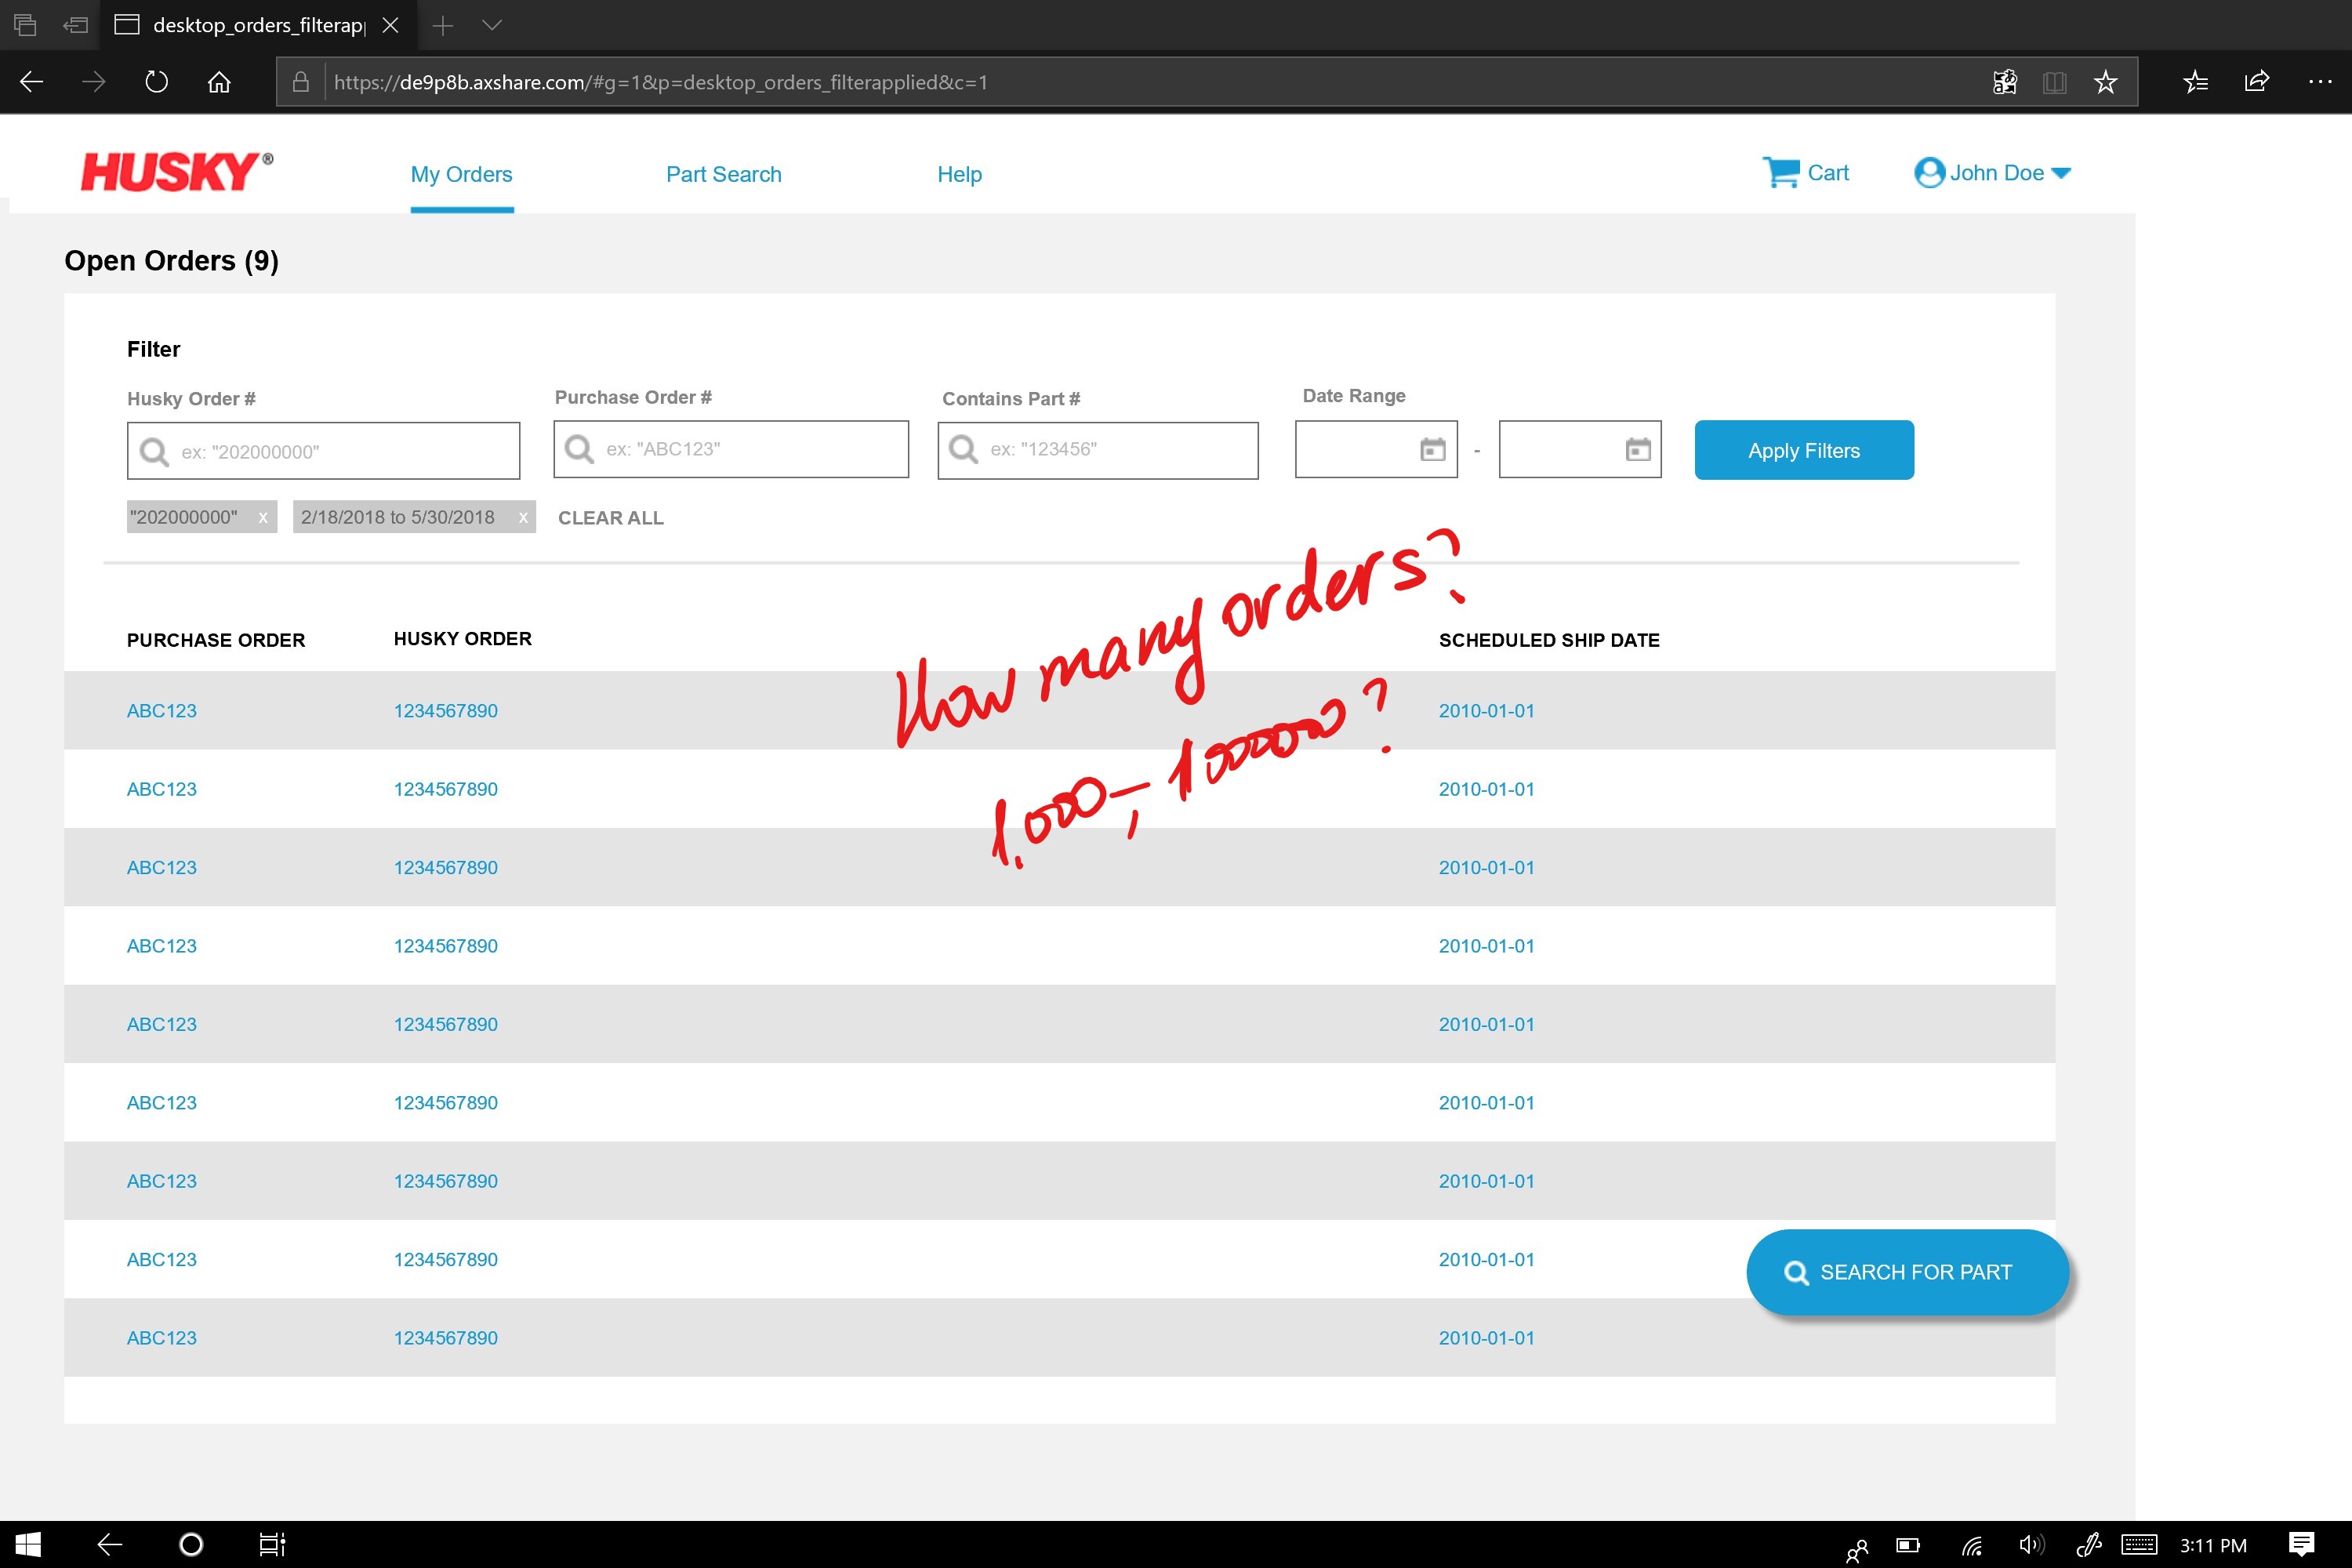 desktop_orders_filterap
https://de9p8b.axshare.com/#g=1&p=desktop_orders_filterapplied&c=1
HUSKY® My Orders Part Search Help Cart John Doe
Open Orders (9)
Filter
Husky Order # Purchase Order # Contains Part # Date Range
ex: "202000000" ex: "ABC123" ex: "123456" - Apply Filters
"202000000" x 2/18/2018 to 5/30/2018 x CLEAR ALL
How many orders?
PURCHASE ORDER HUSKY ORDER SCHEDULED SHIP DATE
ABC123 1234567890 2010-01-01
1,000,-
ABC123 1234567890 2010-01-01
ABC123 1234567890 2010-01-01
ABC123 1234567890 2010-01-01
ABC123 1234567890 2010-01-01
ABC123 1234567890 2010-01-01
ABC123 1234567890 2010-01-01
ABC123 1234567890 2010-01-01
SEARCH FOR PART
ABC123 1234567890 2010-01-01
3:11 PM